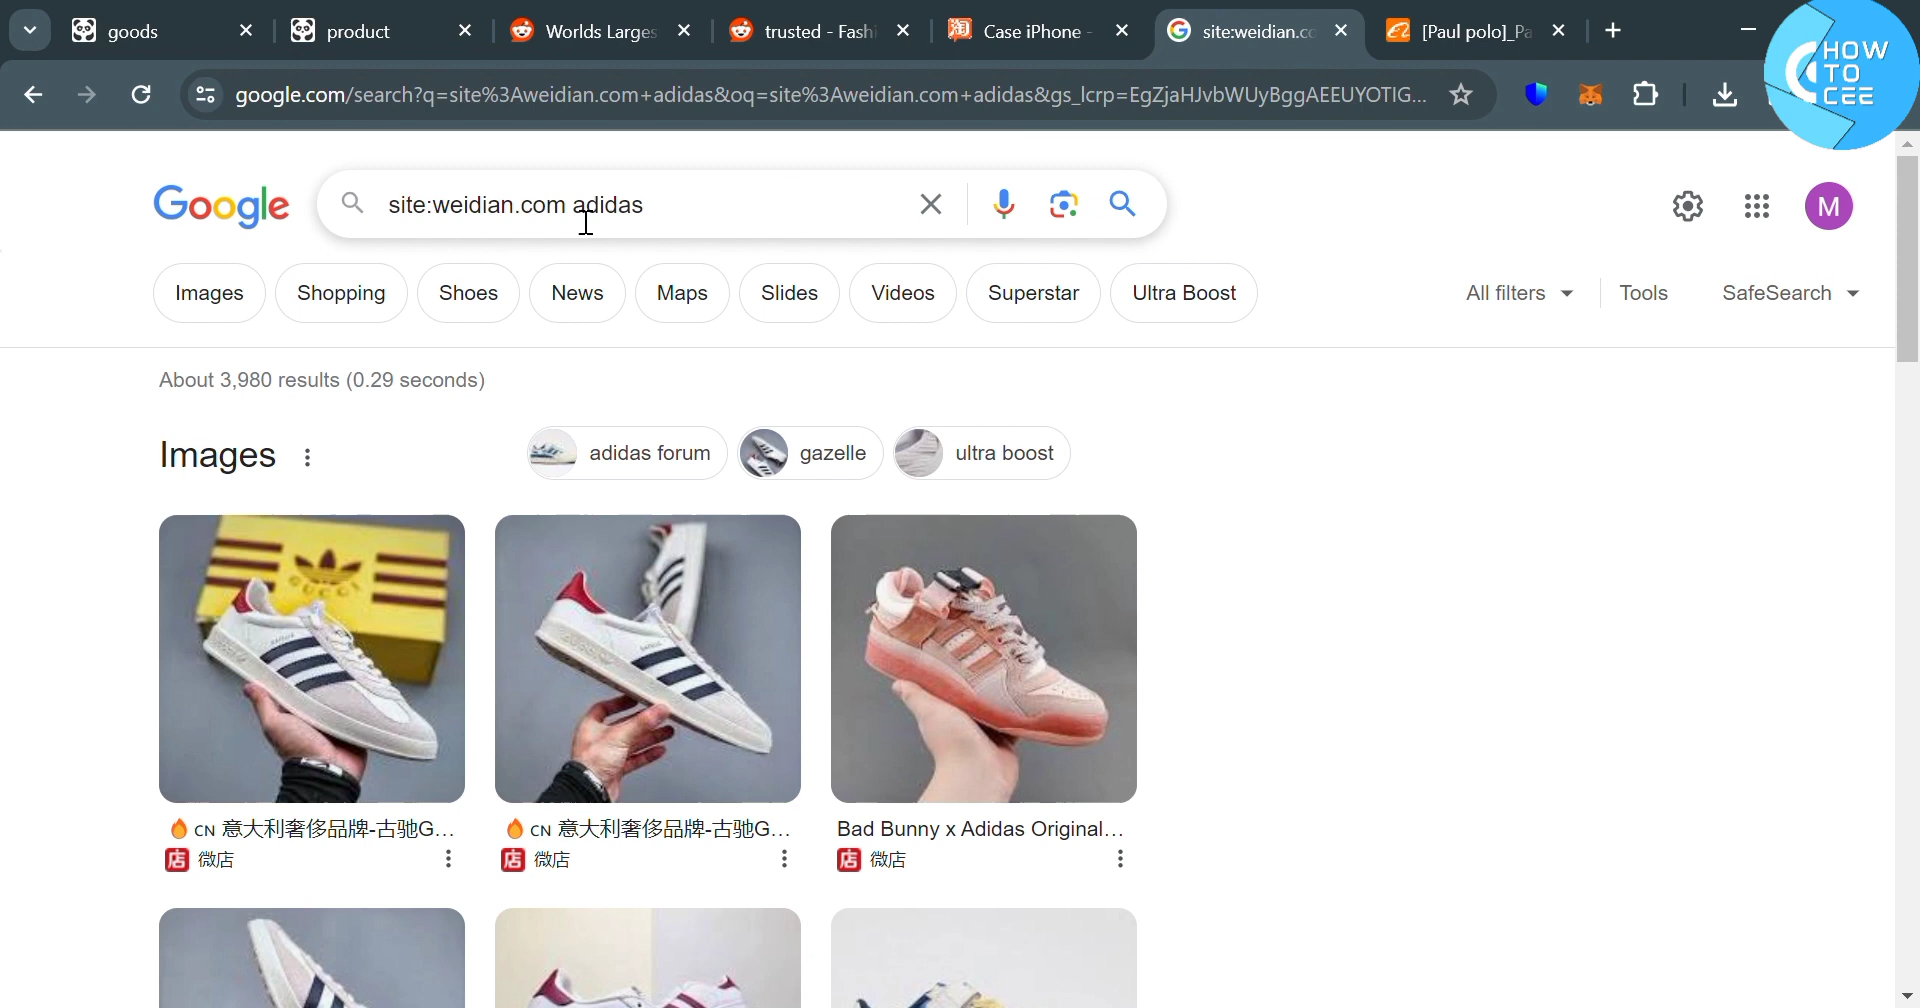 goods
product
Worlds Larges
trusted - Fashi
Case iPhone -
site:weidian.co
[Paul polo]_Pa
HOW
TO
CEE
google.com/search?q=site%3Aweidian.com+adidas&oq=site%3Aweidian.com+adidas&gs_lcrp=EgZjaHJvbWUyBggAEEUYOTIG...
Google
site:weidian.com adidas
M
Images
Shopping
Shoes
News
Maps
Slides
Videos
Superstar
Ultra Boost
All filters
Tools
SafeSearch
About 3,980 results (0.29 seconds)
Images
adidas forum
gazelle
ultra boost
GUCCI
🔥 CN 意大利奢侈品牌-古驰G...
店 微店
🔥 CN 意大利奢侈品牌-古驰G...
店 微店
Bad Bunny x Adidas Original...
店 微店